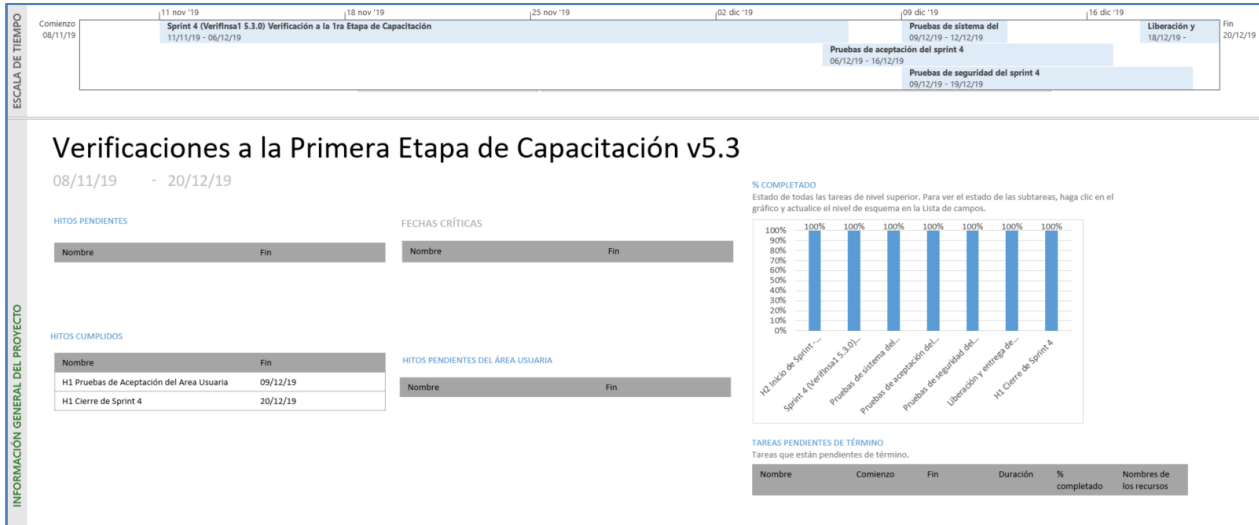 ESCALA DE TIEMPO
Comienzo
08/11/19
11 nov '19
18 nov '19
25 nov '19
02 dic '19
09 dic '19
16 dic '19
Sprint 4 (VerifInsa1 5.3.0) Verificación a la 1ra Etapa de Capacitación
11/11/19 - 06/12/19
Pruebas de sistema del
09/12/19 - 12/12/19
Liberación y
18/12/19 -
Fin
20/12/19
Pruebas de aceptación del sprint 4
06/12/19 - 16/12/19
Pruebas de seguridad del sprint 4
09/12/19 - 19/12/19
INFORMACIÓN GENERAL DEL PROYECTO
Verificaciones a la Primera Etapa de Capacitación v5.3
08/11/19 - 20/12/19
HITOS PENDIENTES
Nombre Fin
FECHAS CRÍTICAS
Nombre Fin
HITOS CUMPLIDOS
Nombre Fin
H1 Pruebas de Aceptación del Area Usuaria 09/12/19
H1 Cierre de Sprint 4 20/12/19
HITOS PENDIENTES DEL ÁREA USUARIA
Nombre Fin
% COMPLETADO
Estado de todas las tareas de nivel superior. Para ver el estado de las subtareas, haga clic en el
gráfico y actualice el nivel de esquema en la Lista de campos.
100% 100% 100% 100% 100% 100% 100%
100%
90%
80%
70%
60%
50%
40%
30%
20%
10%
0%
H2 Inicio de Sprint -...
Sprint 4 (VerifInsa1 5.3.0)...
Pruebas de sistema del...
Pruebas de aceptación del...
Pruebas de seguridad del...
Liberación y entrega de...
H1 Cierre de Sprint 4
TAREAS PENDIENTES DE TÉRMINO
Tareas que están pendientes de término.
Nombre Comienzo Fin Duración % completado Nombres de los recursos